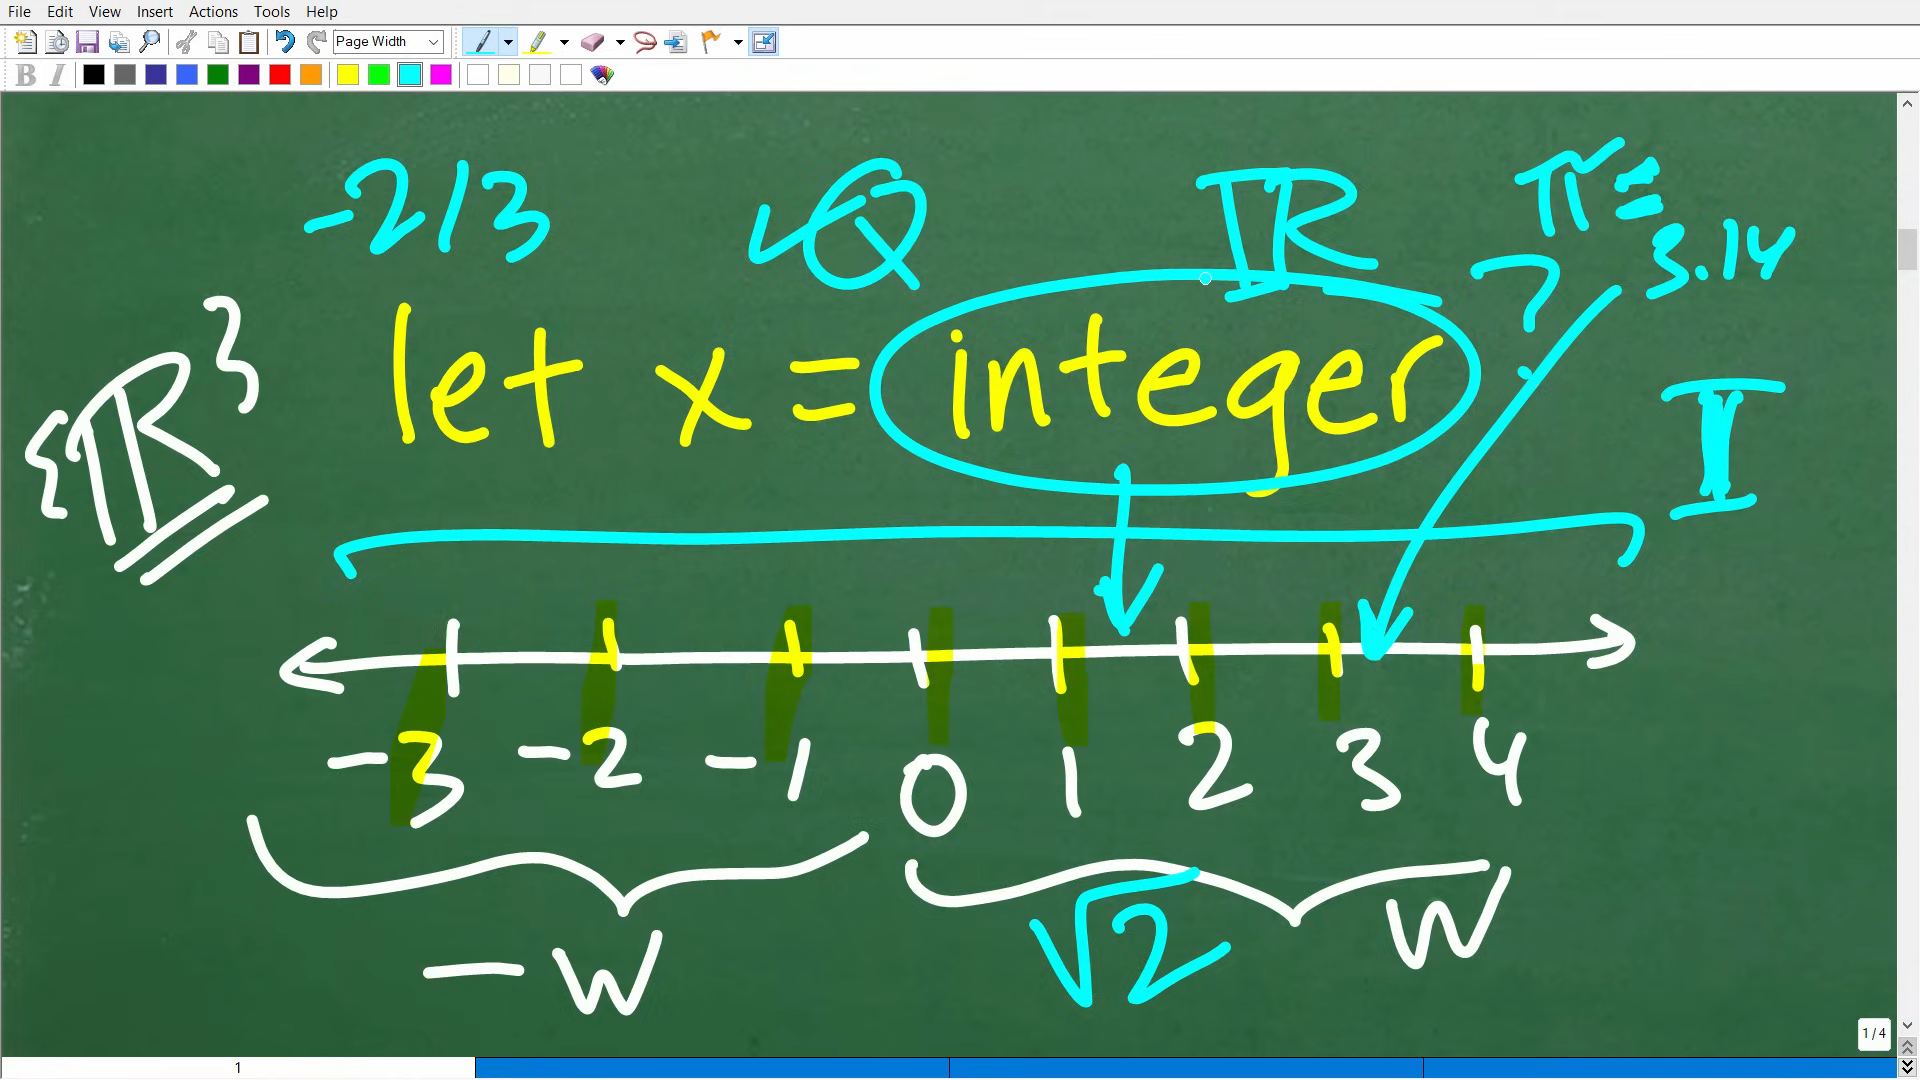 File Edit View Insert Actions Tools Help
Page Width
B I
-2/3 Q IR π =
3.14
{R} let x = integer ? I
-3 -2 -1 0 1 2 3 4
-W √2 W
1 / 4
1